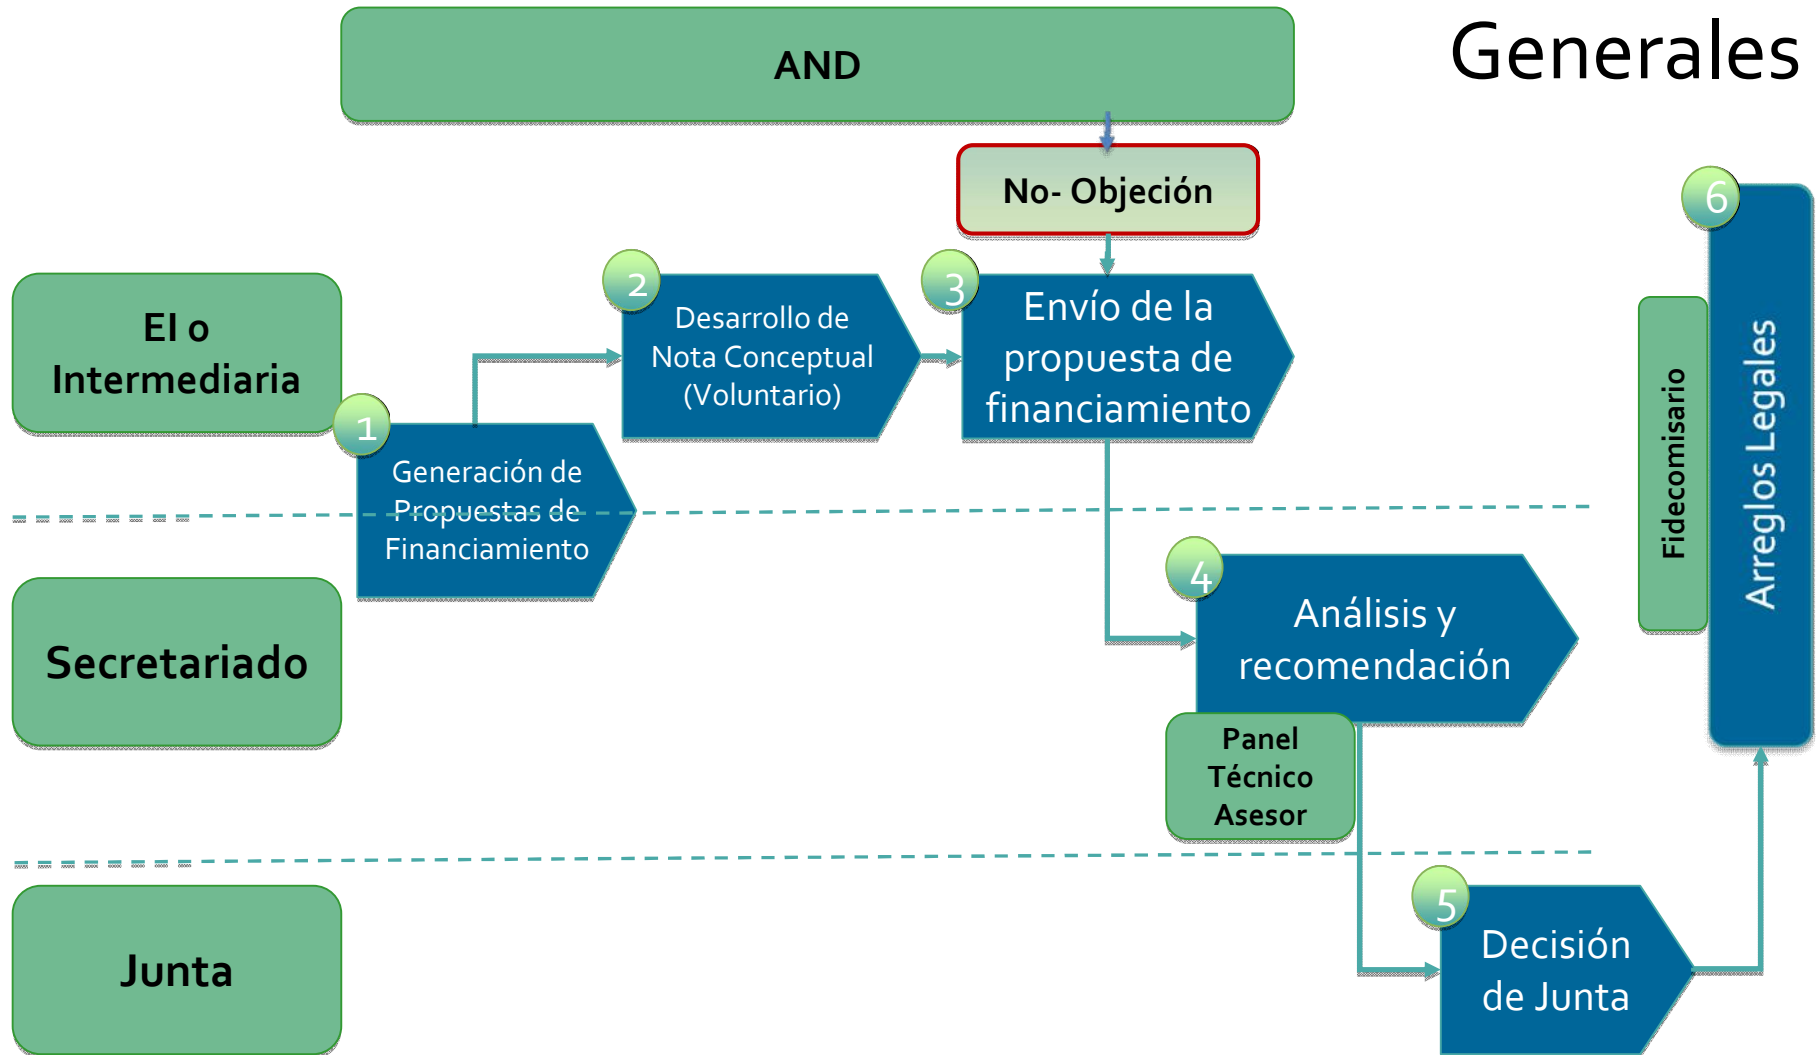 Generales
AND
No- Objeción
6
EI o
Intermediaria
2
Desarrollo de
Nota Conceptual
(Voluntario)
3
Envío de la
propuesta de
financiamiento
1
Generación de
Propuestas de
Financiamiento
Fidecomisario
Arreglos Legales
Secretariado
4
Análisis y
recomendación
Panel
Técnico
Asesor
Junta
5
Decisión
de Junta